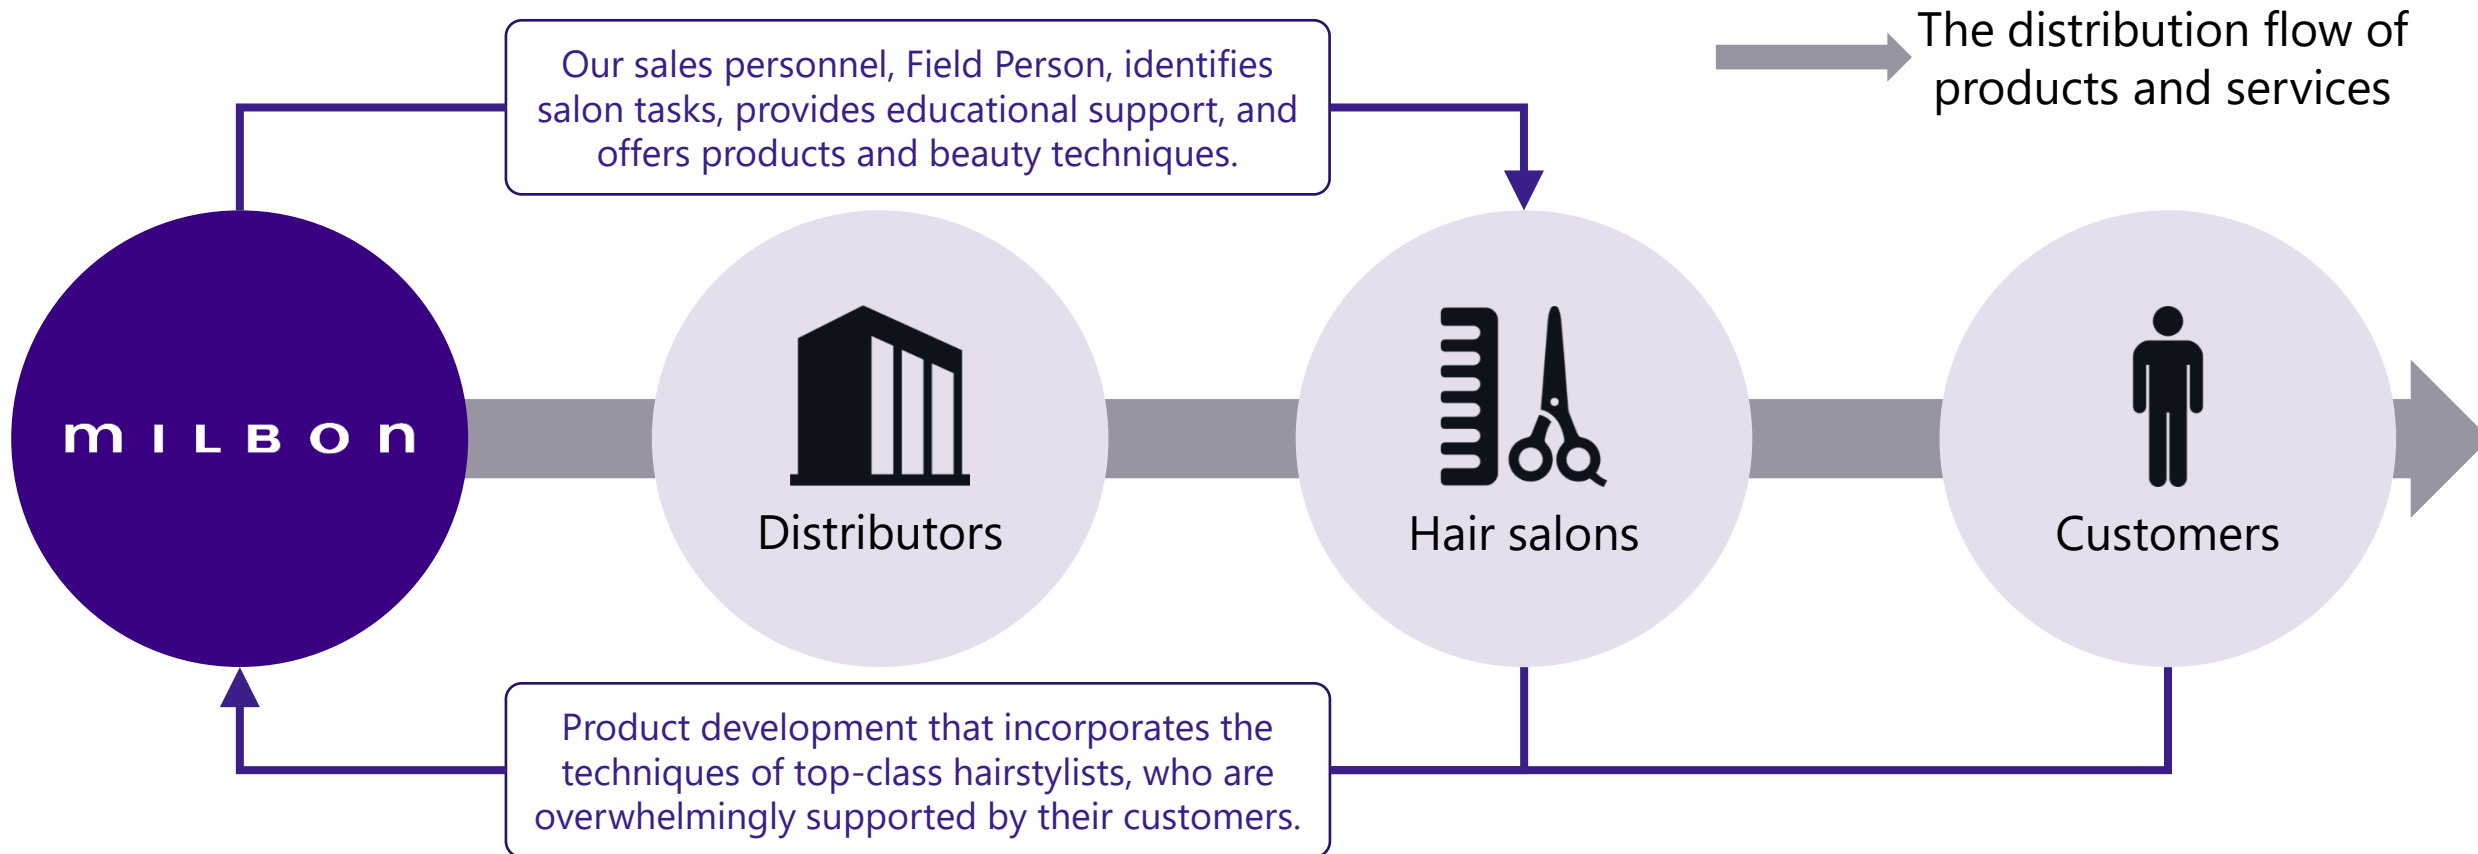 The distribution flow of
products and services
Our sales personnel, Field Person, identifies
salon tasks, provides educational support, and
offers products and beauty techniques.
mILBon
Distributors
Hair salons
Customers
Product development that incorporates the
techniques of top-class hairstylists, who are
overwhelmingly supported by their customers.